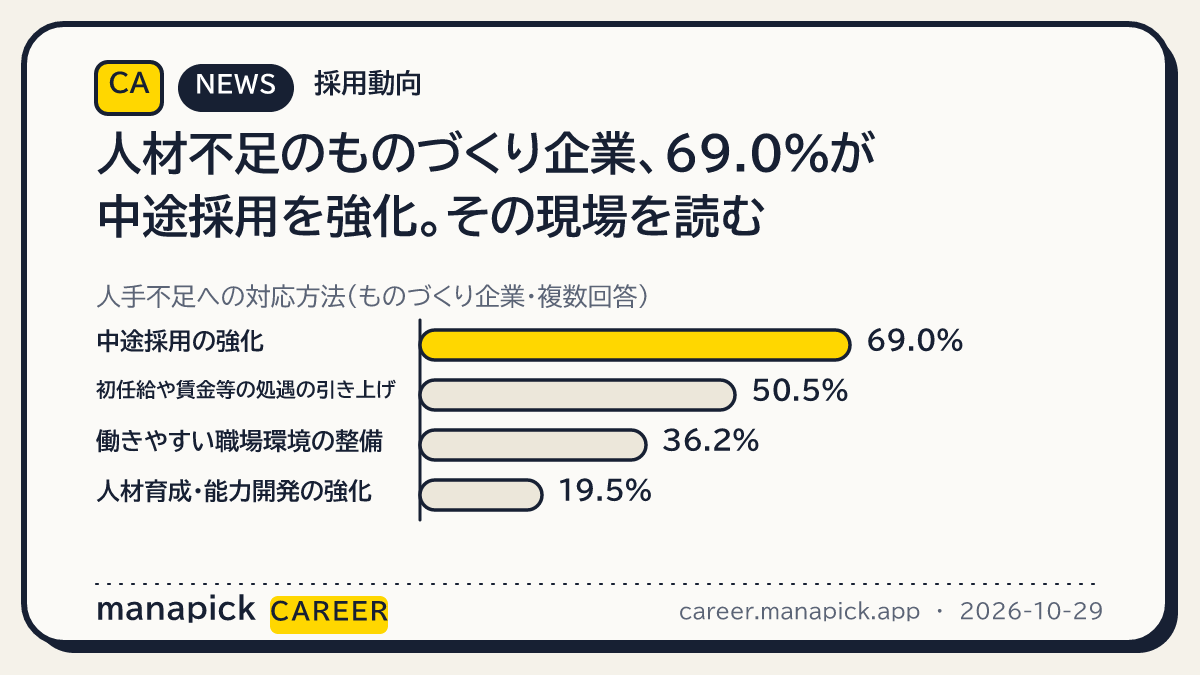 CA NEWS 採用動向
人材不足のものづくり企業、69.0%が
中途採用を強化。その現場を読む
人手不足への対応方法（ものづくり企業・複数回答）
中途採用の強化 69.0%
初任給や賃金等の処遇の引き上げ 50.5%
働きやすい職場環境の整備 36.2%
人材育成・能力開発の強化 19.5%
manapick CAREER career.manapick.app ・ 2026-10-29